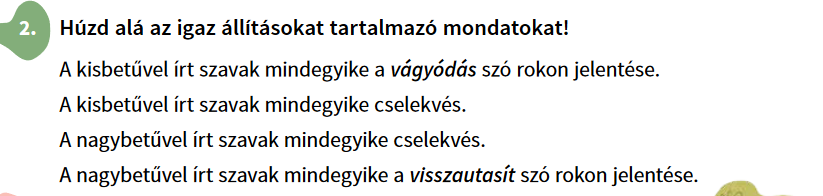 2. Húzd alá az igaz állításokat tartalmazó mondatokat!
A kisbetűvel írt szavak mindegyike a vágyódás szó rokon jelentése.
A kisbetűvel írt szavak mindegyike cselekvés.
A nagybetűvel írt szavak mindegyike cselekvés.
A nagybetűvel írt szavak mindegyike a visszautasít szó rokon jelentése.